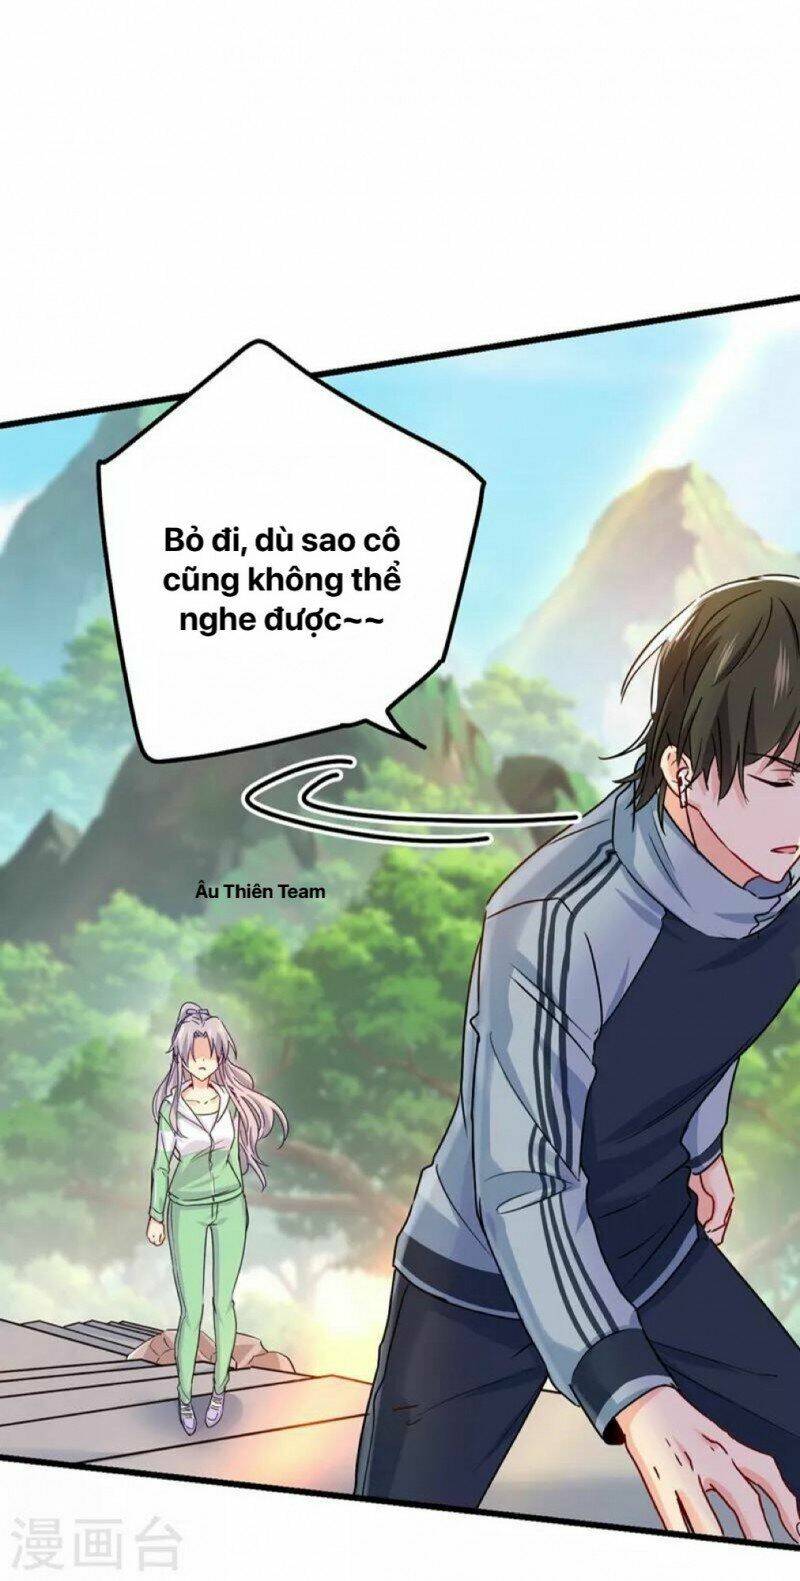 Bỏ đi, dù sao cô
cũng không thể
nghe được~~
Âu Thiên Team
漫画台